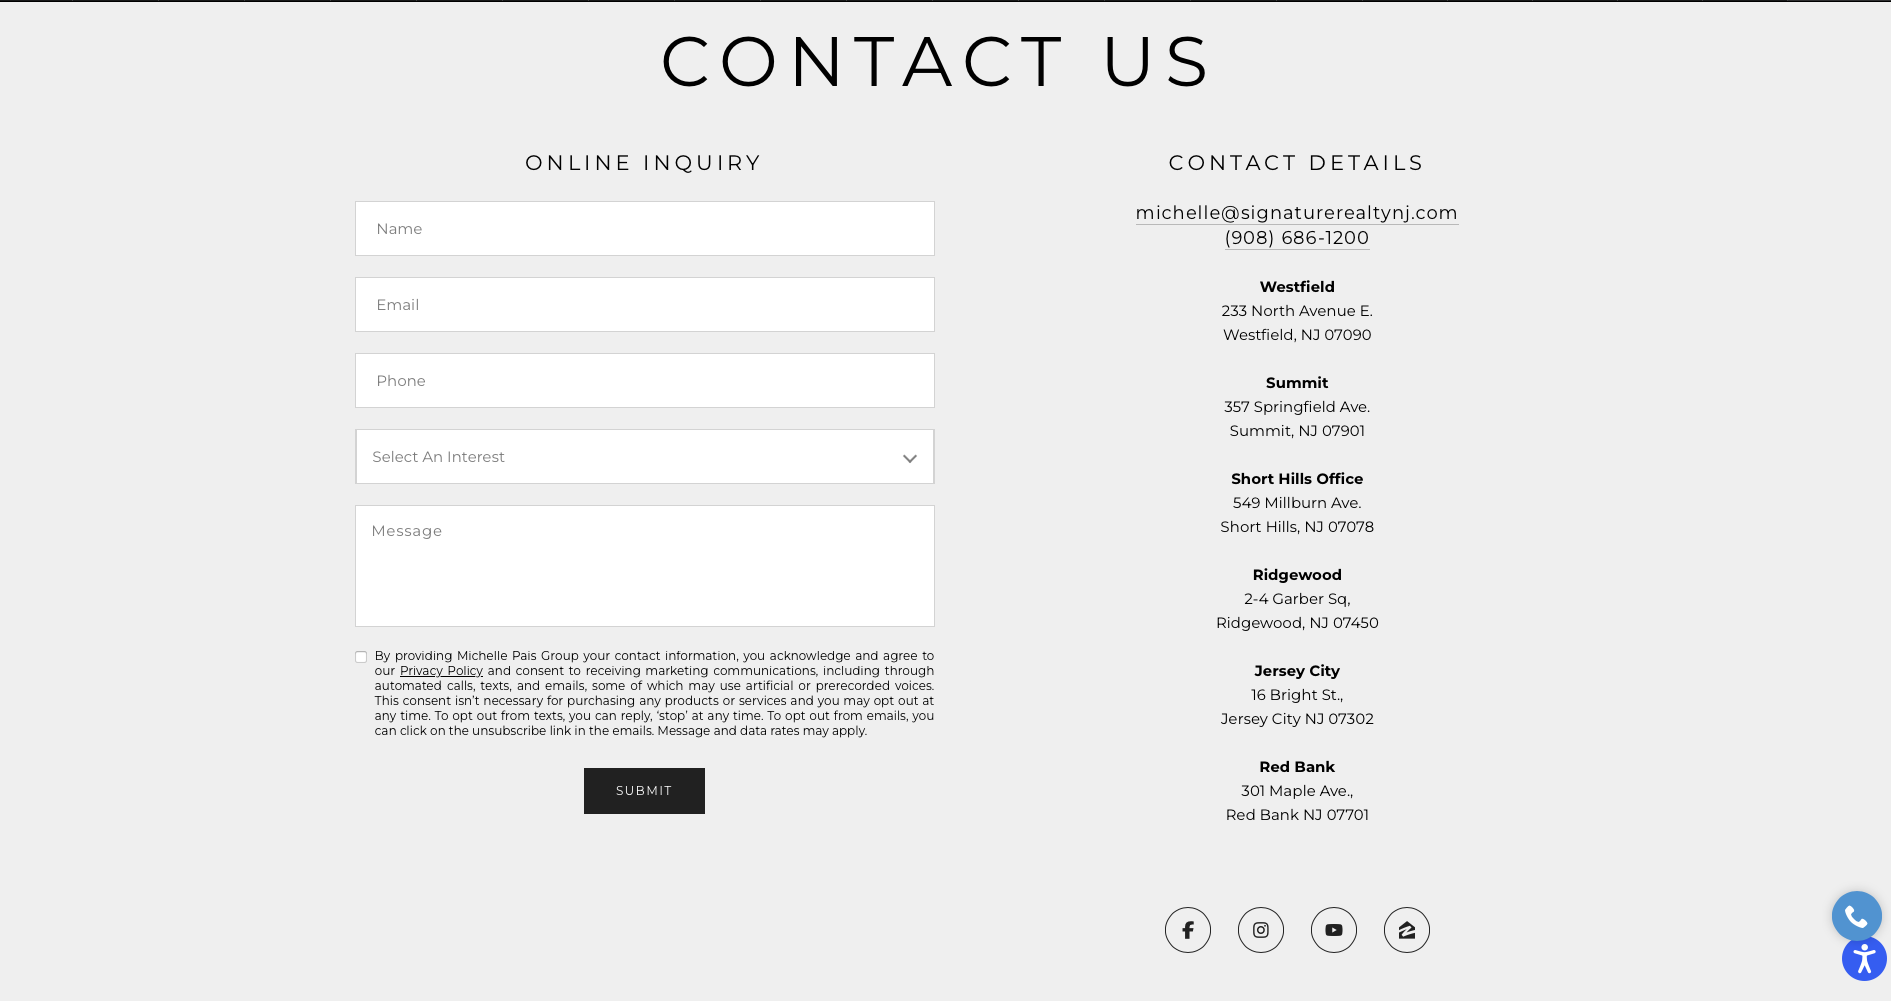 CONTACT US
ONLINE INQUIRY
Name
Email
Phone
Select An Interest
Message
By providing Michelle Pais Group your contact information, you acknowledge and agree to
our Privacy Policy and consent to receiving marketing communications, including through
automated calls, texts, and emails, some of which may use artificial or prerecorded voices.
This consent isn’t necessary for purchasing any products or services and you may opt out at
any time. To opt out from texts, you can reply, ‘stop’ at any time. To opt out from emails, you
can click on the unsubscribe link in the emails. Message and data rates may apply.
SUBMIT
CONTACT DETAILS
michelle@signaturerealtynj.com
(908) 686-1200
Westfield
233 North Avenue E.
Westfield, NJ 07090
Summit
357 Springfield Ave.
Summit, NJ 07901
Short Hills Office
549 Millburn Ave.
Short Hills, NJ 07078
Ridgewood
2-4 Garber Sq,
Ridgewood, NJ 07450
Jersey City
16 Bright St.,
Jersey City NJ 07302
Red Bank
301 Maple Ave.,
Red Bank NJ 07701